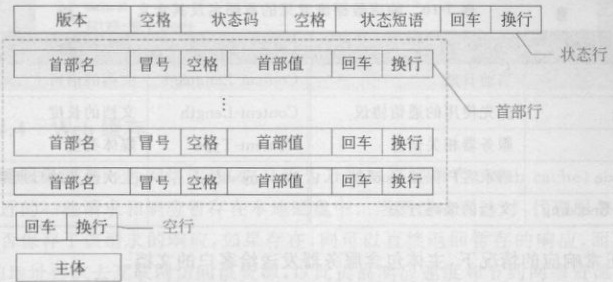 版本 空格 状态码 空格 状态短语 回车 换行
状态行
首部名 冒号 空格 首部值 回车 换行
⋮
首部行
首部名 冒号 空格 首部值 回车 换行
首部名 冒号 空格 首部值 回车 换行
回车 换行 空行
主体